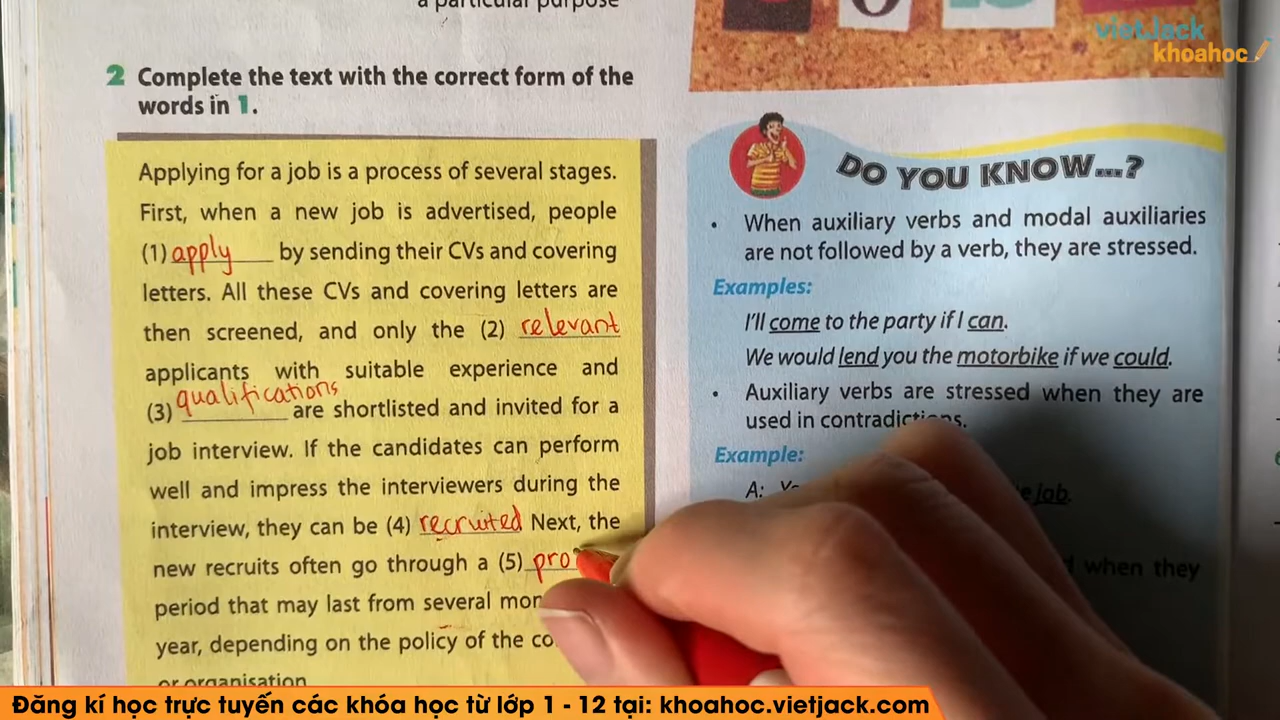 a particular purpose
vietJack
khoahoc
2 Complete the text with the correct form of the
words in 1.
Applying for a job is a process of several stages.
First, when a new job is advertised, people
(1) apply by sending their CVs and covering
letters. All these CVs and covering letters are
then screened, and only the (2) relevant
applicants with suitable experience and
(3) qualifications are shortlisted and invited for a
job interview. If the candidates can perform
well and impress the interviewers during the
interview, they can be (4) recruited Next, the
new recruits often go through a (5) pro
period that may last from several
year, depending on the policy of the
or organisation
DO YOU KNOW...?
• When auxiliary verbs and modal auxiliaries
are not followed by a verb, they are stressed.
Examples:
I'll come to the party if I can.
We would lend you the motorbike if we could.
• Auxiliary verbs are stressed when they are
used in contradictions.
Example:
A: job.
when they
Đăng kí học trực tuyến các khóa học từ lớp 1 - 12 tại: khoahoc.vietjack.com